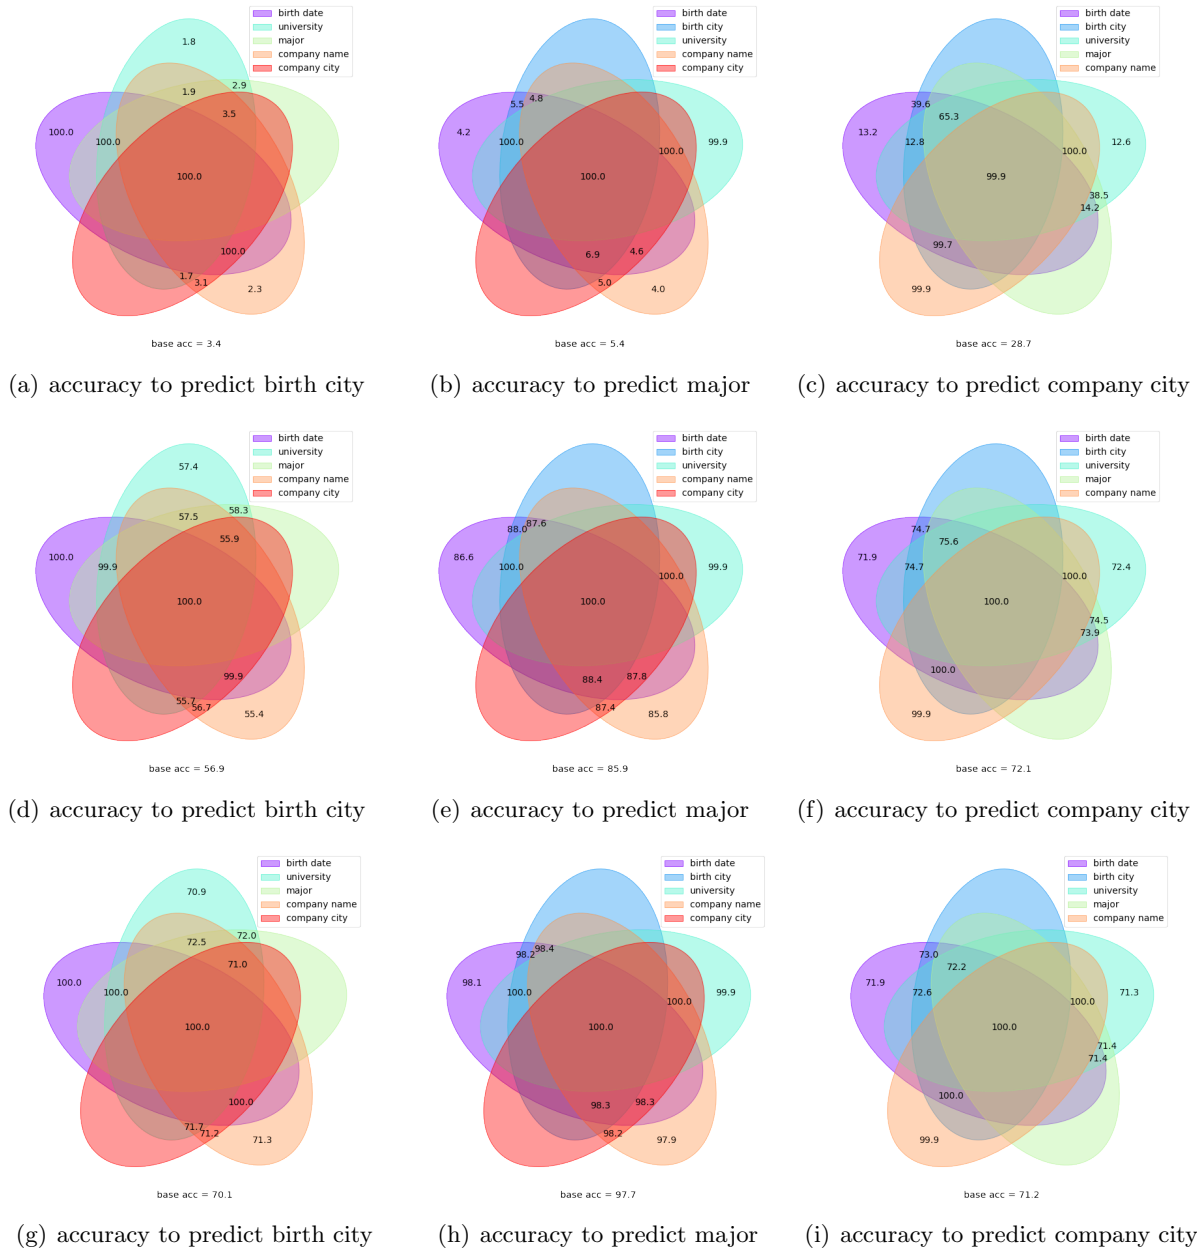 birth date
university
major
company name
company city
1.8
2.9
1.9
3.5
100.0
100.0
100.0
100.0
1.7
3.1
2.3
base acc = 3.4
(a) accuracy to predict birth city
birth date
birth city
university
company name
company city
4.8
5.5
4.2
100.0
99.9
100.0
100.0
6.9
4.6
5.0
4.0
base acc = 5.4
(b) accuracy to predict major
birth date
birth city
university
major
company name
39.6
65.3
13.2
12.8
100.0
12.6
99.9
38.5
14.2
99.7
99.9
base acc = 28.7
(c) accuracy to predict company city
birth date
university
major
company name
company city
57.4
58.3
57.5
55.9
100.0
99.9
100.0
99.9
55.7
56.7
55.4
base acc = 56.9
(d) accuracy to predict birth city
birth date
birth city
university
company name
company city
87.6
88.0
86.6
100.0
99.9
100.0
100.0
88.4
87.8
87.4
85.8
base acc = 85.9
(e) accuracy to predict major
birth date
birth city
university
major
company name
74.7
75.6
71.9
74.7
100.0
72.4
100.0
74.5
73.9
100.0
99.9
base acc = 72.1
(f) accuracy to predict company city
birth date
university
major
company name
company city
70.9
72.0
72.5
71.0
100.0
100.0
100.0
100.0
71.7
71.2
71.3
base acc = 70.1
(g) accuracy to predict birth city
birth date
birth city
university
company name
company city
98.4
98.2
98.1
100.0
99.9
100.0
100.0
98.3
98.3
98.2
97.9
base acc = 97.7
(h) accuracy to predict major
birth date
birth city
university
major
company name
73.0
72.2
71.9
72.6
100.0
71.3
100.0
71.4
71.4
100.0
99.9
base acc = 71.2
(i) accuracy to predict company city